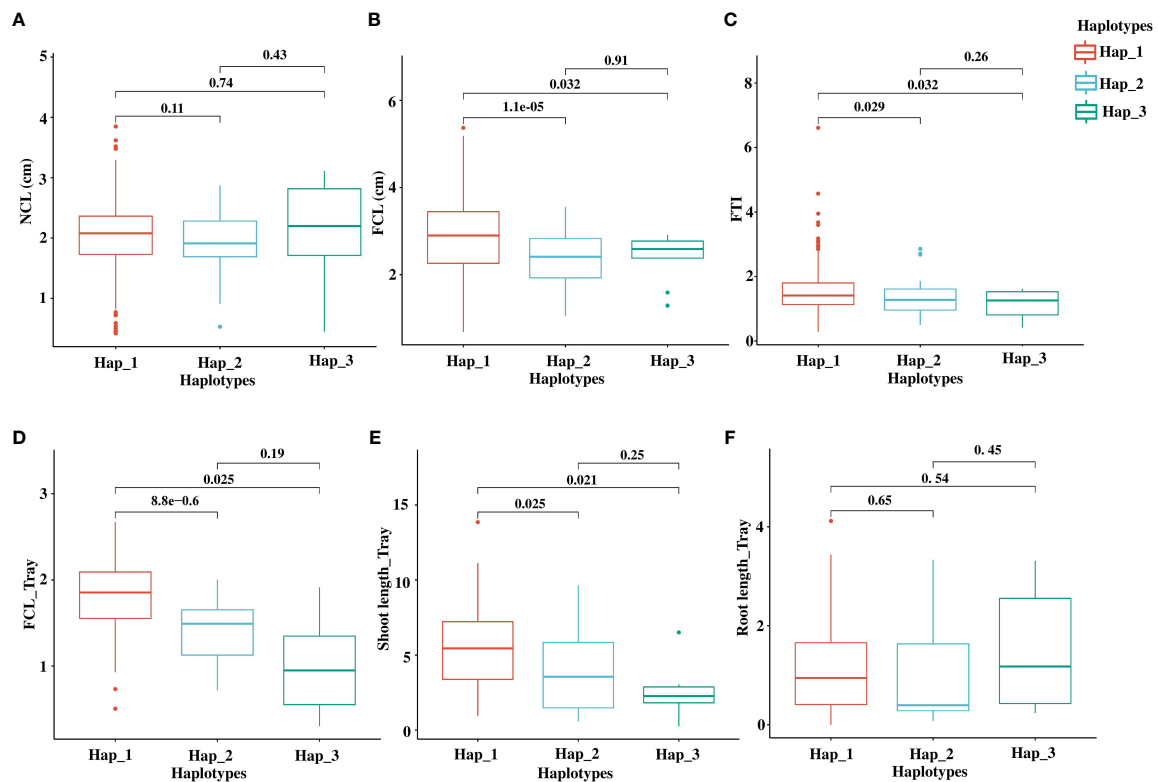 A
B
C
Haplotypes
Hap_1
Hap_2
Hap_3
NCL (cm)
5
4
3
2
1
0.43
0.74
0.11
Hap_1
Hap_2
Hap_3
Haplotypes
FCL (cm)
6
4
2
0.91
0.032
1.1e-05
Hap_1
Hap_2
Hap_3
Haplotypes
FTI
8
6
4
2
0
0.26
0.032
0.029
Hap_1
Hap_2
Hap_3
Haplotypes
D
E
F
FCL_Tray
3
2
1
0.19
0.025
8.8e−0.6
Hap_1
Hap_2
Hap_3
Haplotypes
Shoot length_Tray
15
10
5
0
0.25
0.021
0.025
Hap_1
Hap_2
Hap_3
Haplotypes
Root length_Tray
4
2
0
0. 45
0. 54
0.65
Hap_1
Hap_2
Hap_3
Haplotypes